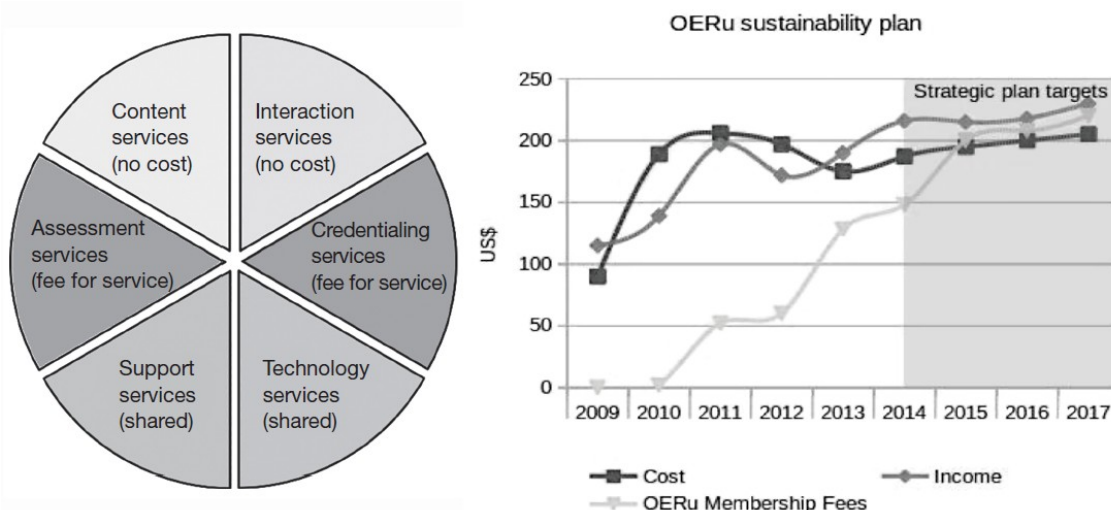 Content
services
(no cost)
Interaction
services
(no cost)
Assessment
services
(fee for service)
Credentialing
services
(fee for service)
Support
services
(shared)
Technology
services
(shared)
OERu sustainability plan
Strategic plan targets
US$
250
200
150
100
50
0
2009 2010 2011 2012 2013 2014 2015 2016 2017
Cost
Income
OERu Membership Fees